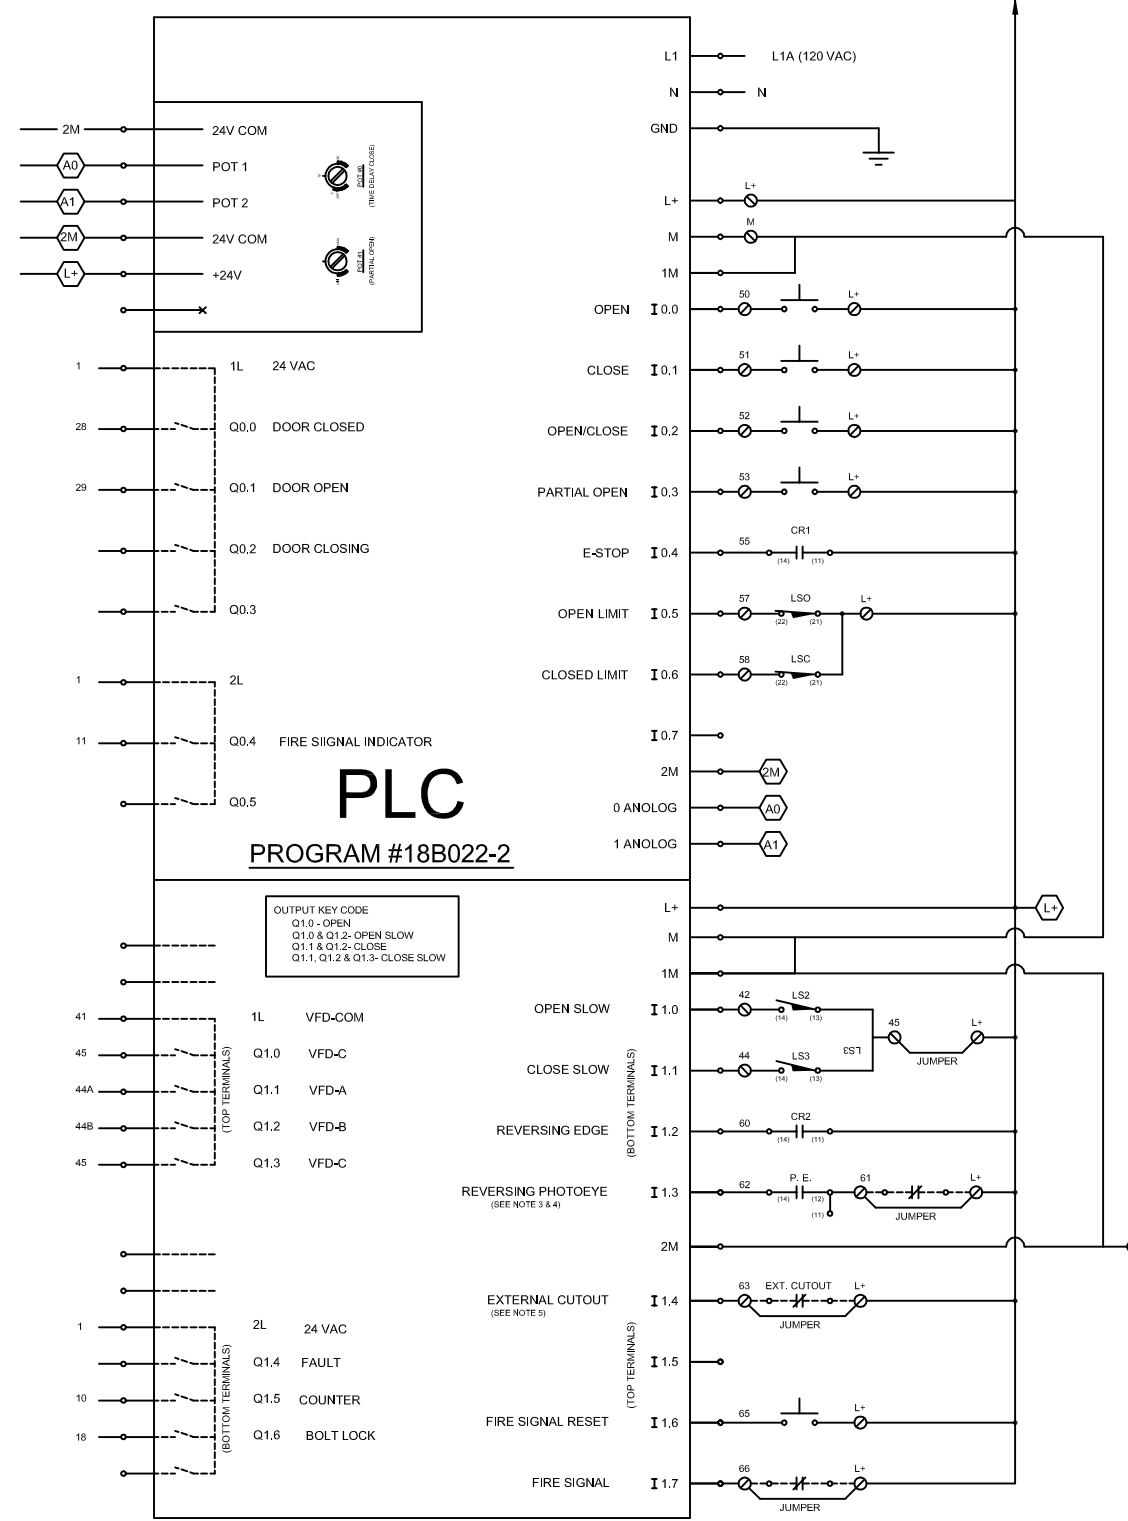 L1 L1A (120 VAC)
N N
GND
2M 24V COM
A0 POT 1
A1 POT 2
2M 24V COM
L+ +24V
POT #0
(TIME DELAY CLOSE)
POT #1
(PARTIAL OPEN)
L+ L+
M M
1M
OPEN I 0.0 50 L+
CLOSE I 0.1 51 L+
OPEN/CLOSE I 0.2 52 L+
PARTIAL OPEN I 0.3 53 L+
E-STOP I 0.4 55 CR1 (14) (11)
OPEN LIMIT I 0.5 57 LSO (22) (21) L+
CLOSED LIMIT I 0.6 58 LSC (22) (21)
I 0.7
2M 2M
0 ANOLOG A0
1 ANOLOG A1
1 1L 24 VAC
28 Q0.0 DOOR CLOSED
29 Q0.1 DOOR OPEN
Q0.2 DOOR CLOSING
Q0.3
1 2L
11 Q0.4 FIRE SIIGNAL INDICATOR
Q0.5
PLC
PROGRAM #18B022-2
OUTPUT KEY CODE
Q1.0 - OPEN
Q1.0 & Q1.2- OPEN SLOW
Q1.1 & Q1.2- CLOSE
Q1.1, Q1.2 & Q1.3- CLOSE SLOW
41 1L VFD-COM
45 Q1.0 VFD-C
44A Q1.1 VFD-A
44B Q1.2 VFD-B
45 Q1.3 VFD-C
(TOP TERMINALS)
1 2L 24 VAC
Q1.4 FAULT
10 Q1.5 COUNTER
18 Q1.6 BOLT LOCK
(BOTTOM TERMINALS)
L+ L+
M
1M
OPEN SLOW I 1.0 42 LS2 (14) (13)
LS3 45 L+
JUMPER
CLOSE SLOW I 1.1 44 LS3 (14) (13)
(BOTTOM TERMINALS)
REVERSING EDGE I 1.2 60 CR2 (14) (11)
REVERSING PHOTOEYE I 1.3 62 P. E. (14) (12) 61 L+
(SEE NOTE 3 & 4) (11) JUMPER
2M
EXTERNAL CUTOUT I 1.4 63 EXT. CUTOUT L+
(SEE NOTE 5) JUMPER
I 1.5
(TOP TERMINALS)
FIRE SIGNAL RESET I 1.6 65 L+
FIRE SIGNAL I 1.7 66 L+
JUMPER